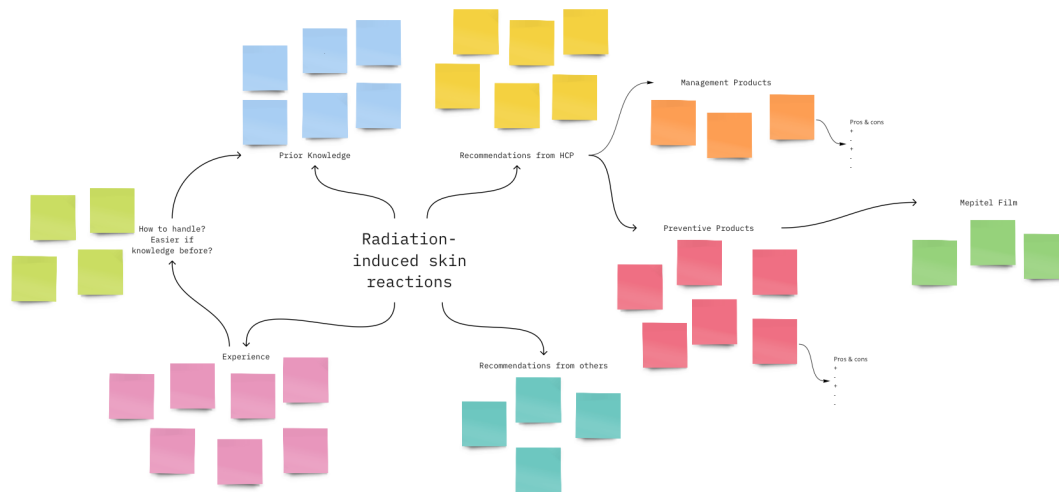 Management Products
Pros & cons
+
-
+
-
-
Prior Knowledge
Recommendations from HCP
How to handle?
Easier if
knowledge before?
Radiation-
induced skin
reactions
Preventive Products
Mepitel Film
Experience
Recommendations from others
Pros & cons
+
-
+
-
-